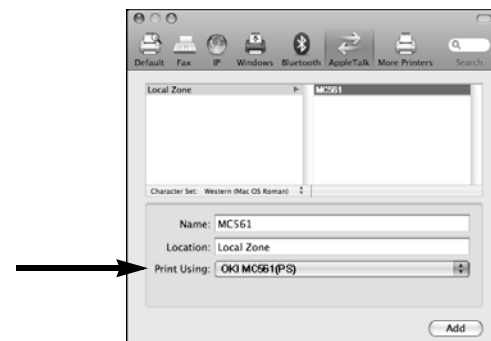 Default Fax IP Windows Bluetooth AppleTalk More Printers Search
Local Zone MC561
Character Set: Western (Mac OS Roman)
Name: MC561
Location: Local Zone
Print Using: OKI MC561(PS)
Add